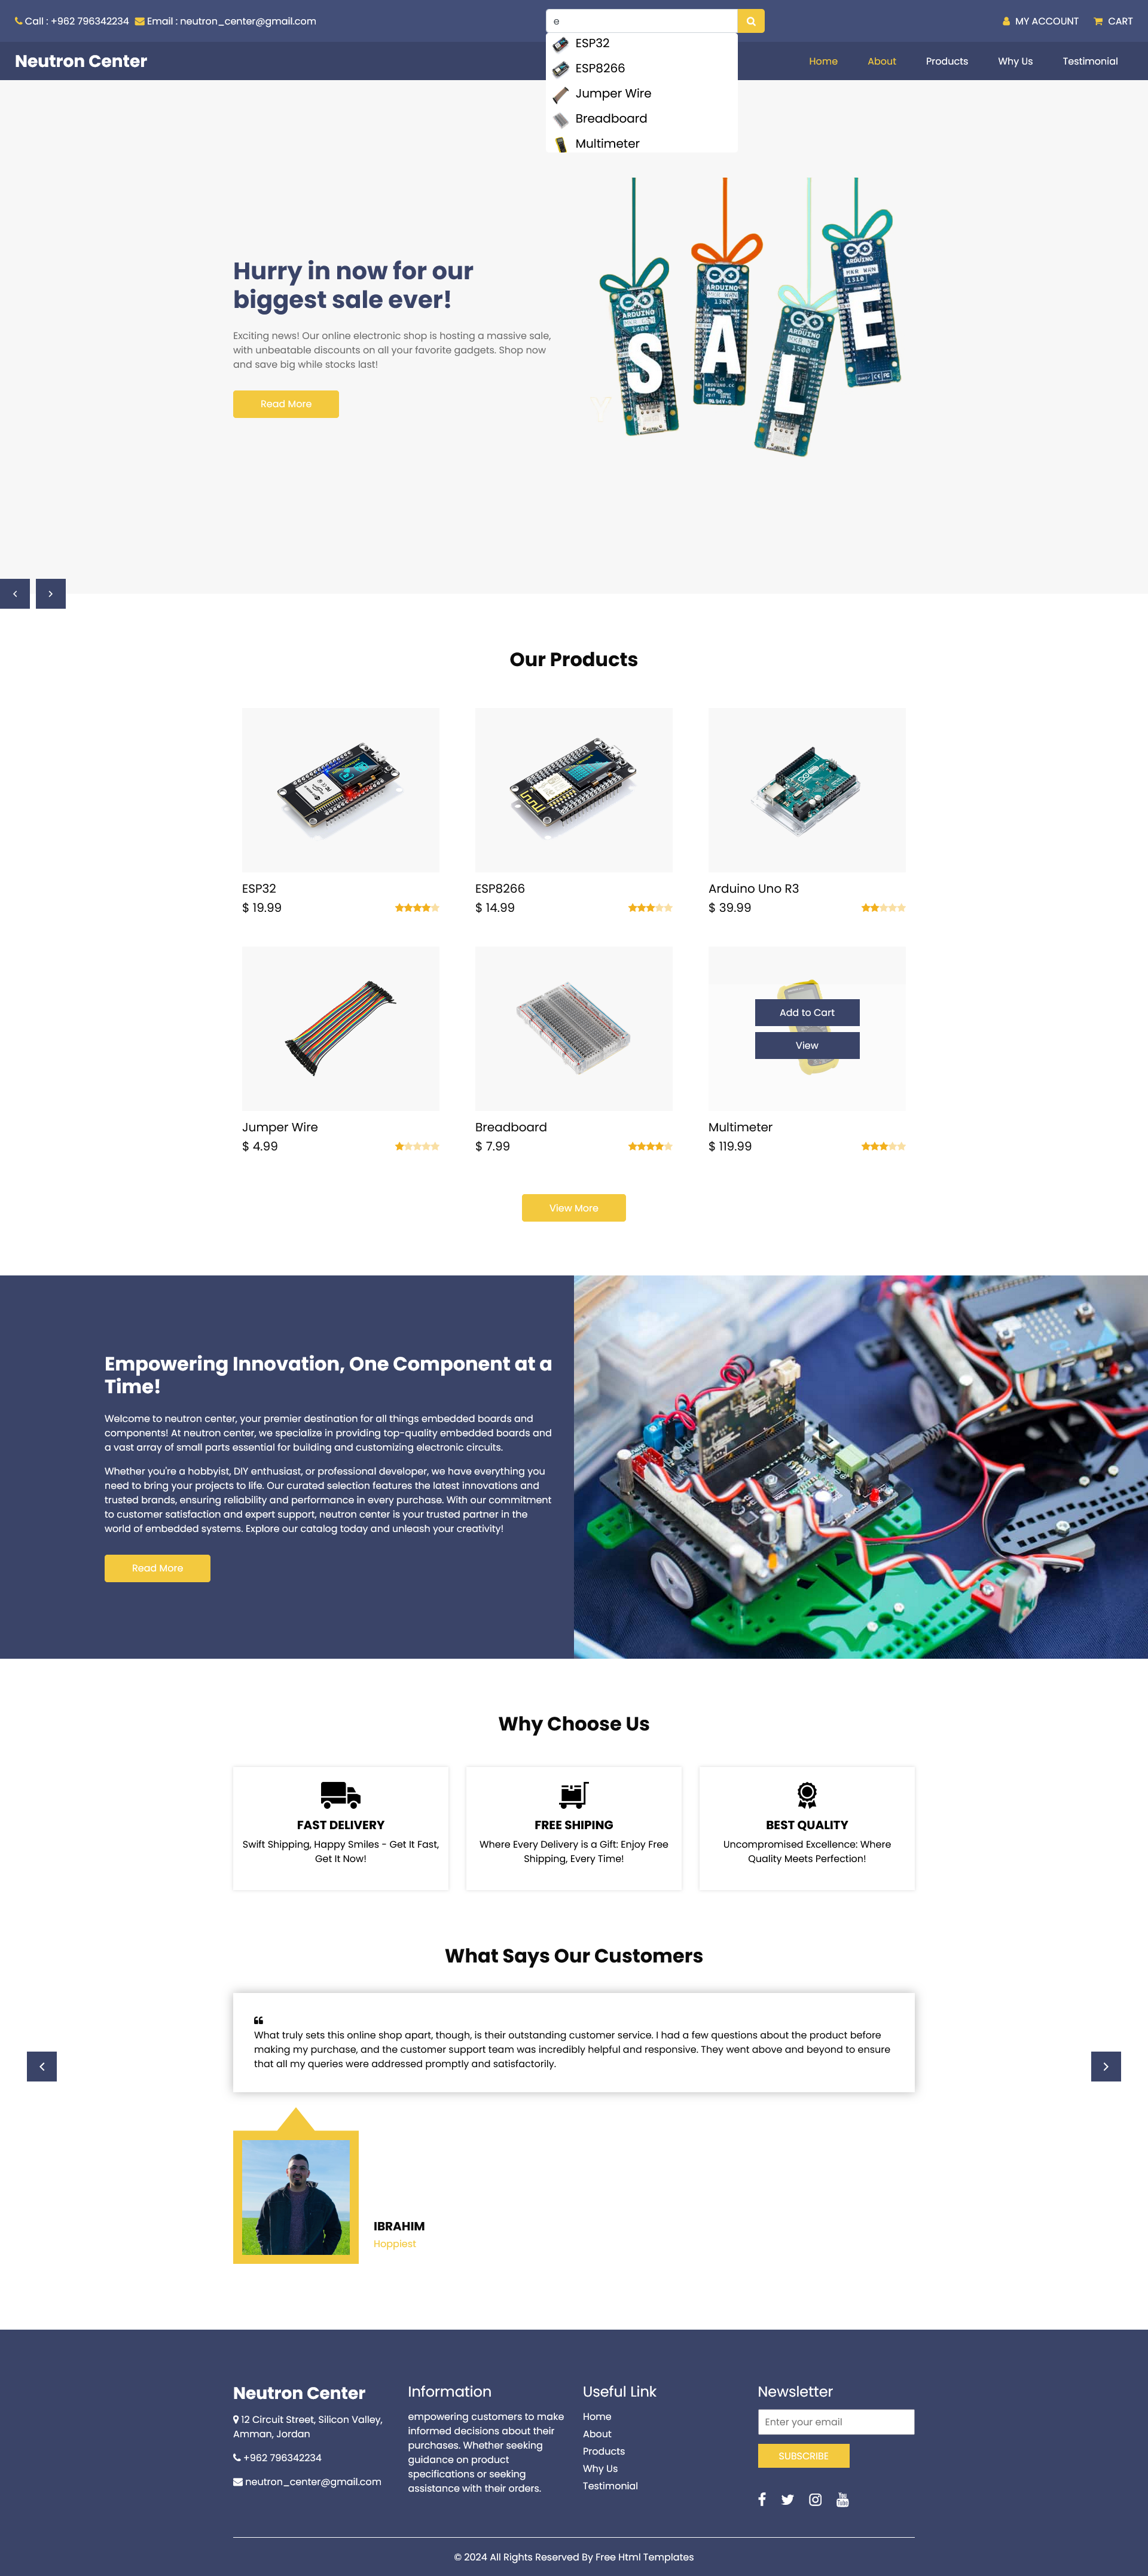 Call : +962 796342234 Email : neutron_center@gmail.com
e
MY ACCOUNT CART
Neutron Center
Home About Products Why Us Testimonial
ESP32
ESP8266
Jumper Wire
Breadboard
Multimeter
Hurry in now for our
biggest sale ever!
Exciting news! Our online electronic shop is hosting a massive sale,
with unbeatable discounts on all your favorite gadgets. Shop now
and save big while stocks last!
Read More
SALE
ARDUINO
MKR WAN
1300
ARDUINO
MKR WAN
1310
ARDUINO
MKR GSM
1400
ARDUINO
1500
Our Products
ESP32
$ 19.99
ESP8266
$ 14.99
Arduino Uno R3
$ 39.99
Add to Cart
View
Jumper Wire
$ 4.99
Breadboard
$ 7.99
Multimeter
$ 119.99
View More
Empowering Innovation, One Component at a
Time!
Welcome to neutron center, your premier destination for all things embedded boards and
components! At neutron center, we specialize in providing top-quality embedded boards and
a vast array of small parts essential for building and customizing electronic circuits.
Whether you're a hobbyist, DIY enthusiast, or professional developer, we have everything you
need to bring your projects to life. Our curated selection features the latest innovations and
trusted brands, ensuring reliability and performance in every purchase. With our commitment
to customer satisfaction and expert support, neutron center is your trusted partner in the
world of embedded systems. Explore our catalog today and unleash your creativity!
Read More
Why Choose Us
FAST DELIVERY
Swift Shipping, Happy Smiles - Get It Fast,
Get It Now!
FREE SHIPING
Where Every Delivery is a Gift: Enjoy Free
Shipping, Every Time!
BEST QUALITY
Uncompromised Excellence: Where
Quality Meets Perfection!
What Says Our Customers
What truly sets this online shop apart, though, is their outstanding customer service. I had a few questions about the product before
making my purchase, and the customer support team was incredibly helpful and responsive. They went above and beyond to ensure
that all my queries were addressed promptly and satisfactorily.
IBRAHIM
Hoppiest
Neutron Center
12 Circuit Street, Silicon Valley,
Amman, Jordan
+962 796342234
neutron_center@gmail.com
Information
empowering customers to make
informed decisions about their
purchases. Whether seeking
guidance on product
specifications or seeking
assistance with their orders.
Useful Link
Home
About
Products
Why Us
Testimonial
Newsletter
Enter your email
SUBSCRIBE
© 2024 All Rights Reserved By Free Html Templates